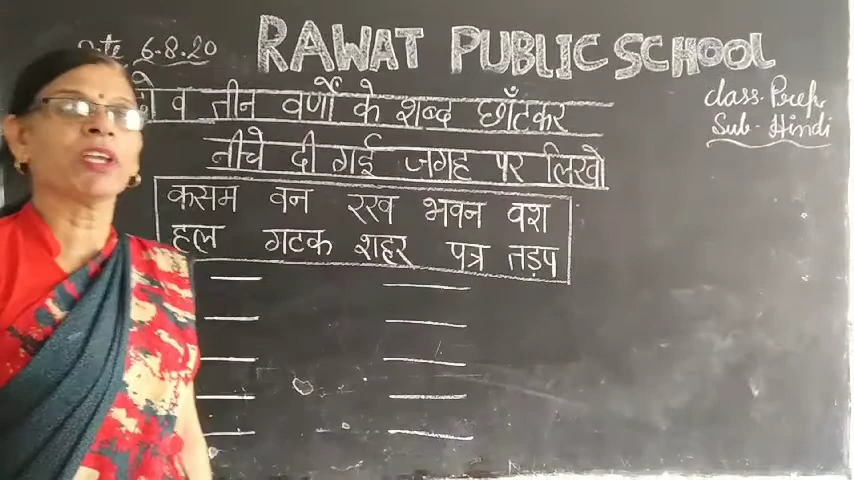 Date 6-8-20
RAWAT PUBLIC SCHOOL
class-Prep
Sub- Hindi
दो व तीन वर्णों के शब्द छाँटकर
नीचे दी गई जगह पर लिखो
कसम वन रख भवन वश
हल गटक शहर पत्र तड़प